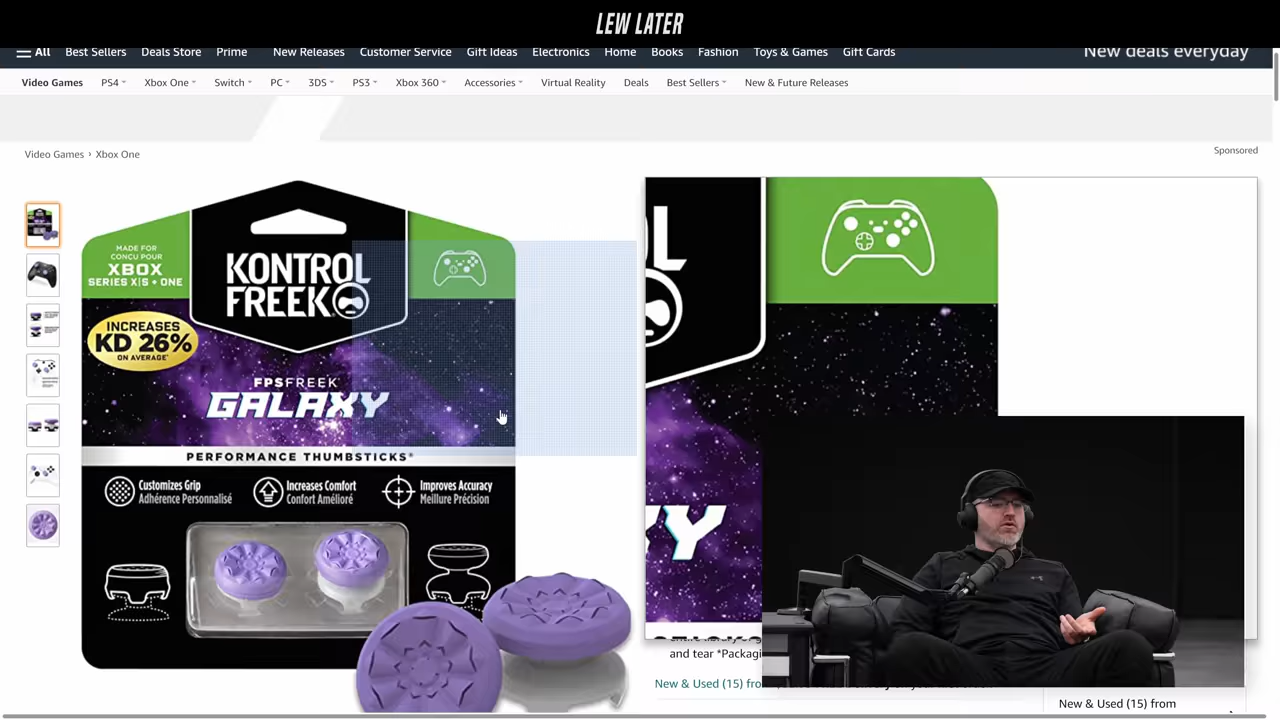 LEW LATER
All Best Sellers Deals Store Prime New Releases Customer Service Gift Ideas Electronics Home Books Fashion Toys & Games Gift Cards New deals everyday
Video Games PS4 Xbox One Switch PC 3DS PS3 Xbox 360 Accessories Virtual Reality Deals Best Sellers New & Future Releases
Video Games › Xbox One
Sponsored
MADE FOR
CONÇU POUR
XBOX
SERIES X|S + ONE
KONTROL
FREEK
INCREASES
KD 26%
ON AVERAGE*
FPSFREEK
GALAXY
PERFORMANCE THUMBSTICKS®
Customizes Grip
Adhérence Personnalisé
Increases Comfort
Confort Amélioré
Improves Accuracy
Meillure Précision
L
XY
and tear *Packagi
New & Used (15) fro
New & Used (15) from